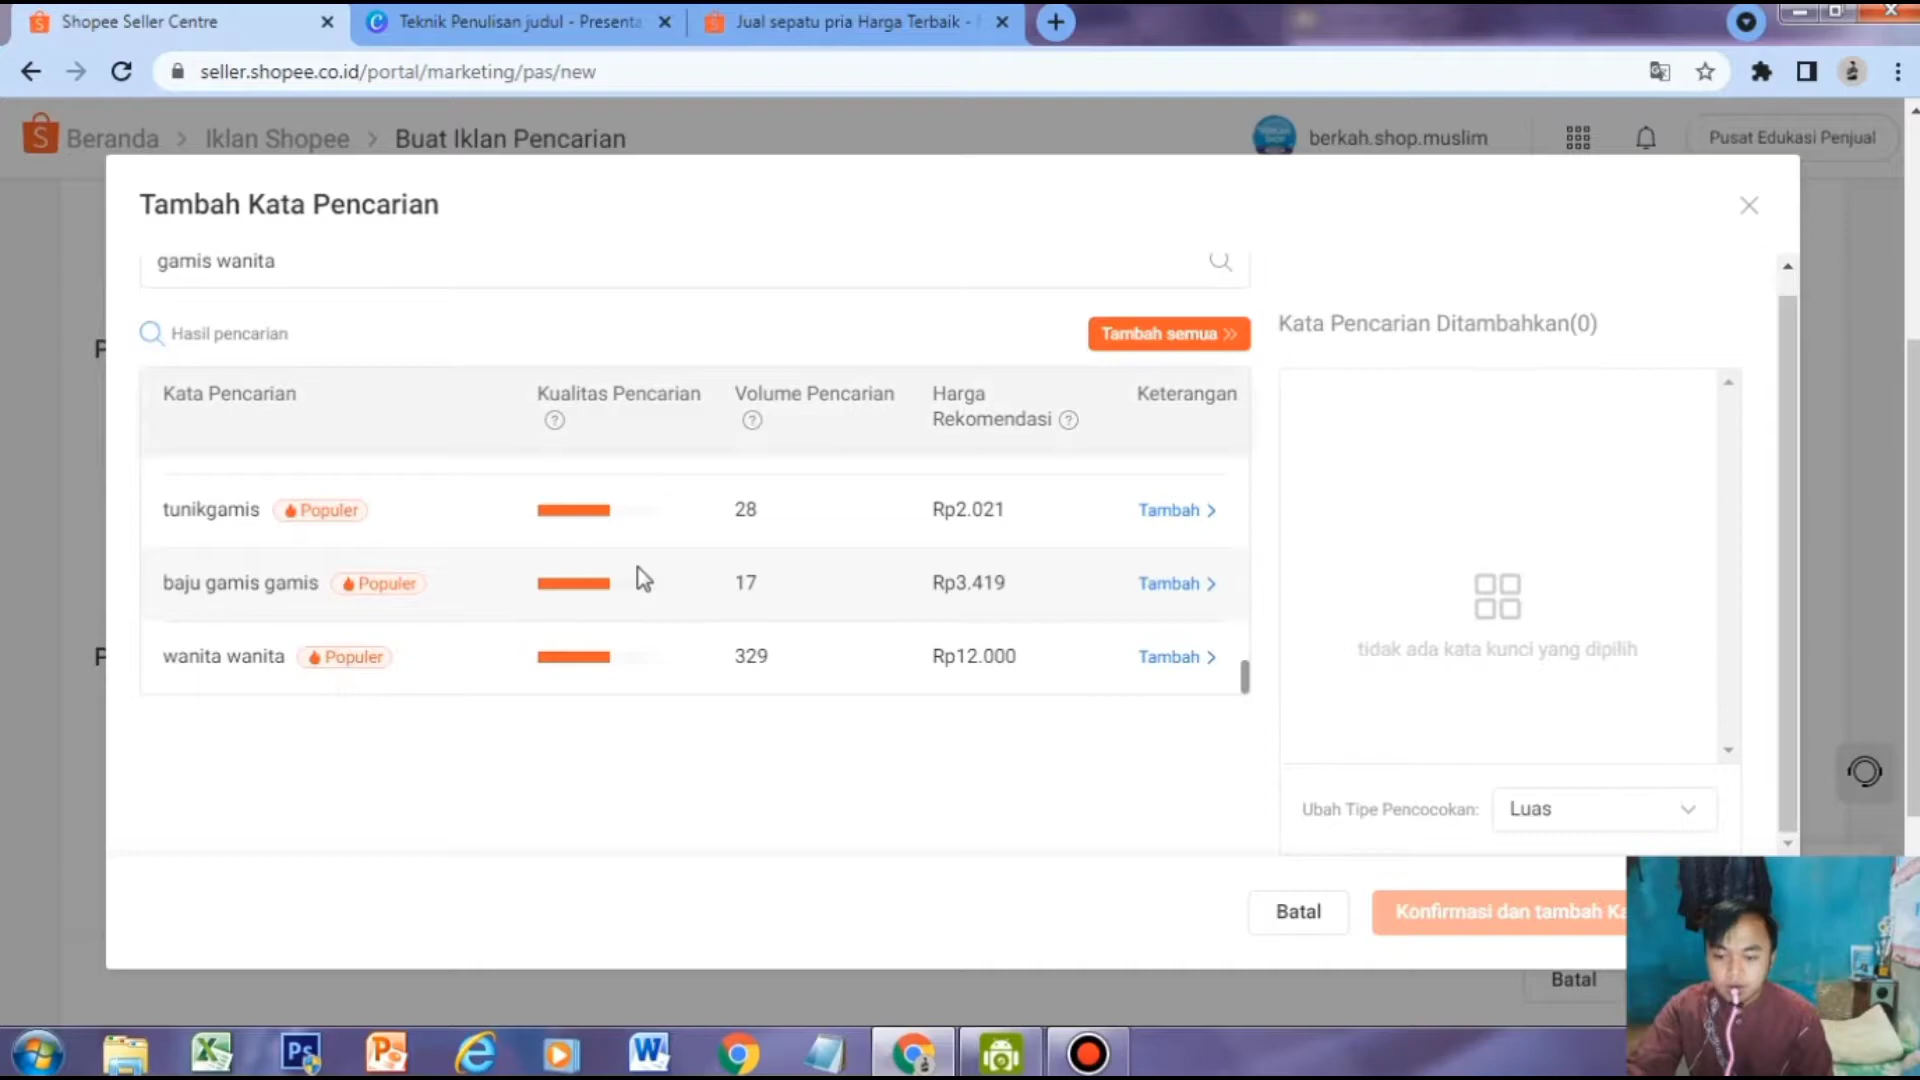 Shopee Seller Centre
Teknik Penulisan judul - Presenta
Jual sepatu pria Harga Terbaik -
seller.shopee.co.id/portal/marketing/pas/new
Beranda > Iklan Shopee > Buat Iklan Pencarian
berkah.shop.muslim
Pusat Edukasi Penjual
Tambah Kata Pencarian
gamis wanita
Hasil pencarian
Tambah semua
Kata Pencarian Ditambahkan(0)
Kata Pencarian
Kualitas Pencarian
Volume Pencarian
Harga Rekomendasi
Keterangan
tunikgamis Populer 28 Rp2.021 Tambah >
baju gamis gamis Populer 17 Rp3.419 Tambah >
wanita wanita Populer 329 Rp12.000 Tambah >
tidak ada kata kunci yang dipilih
Ubah Tipe Pencocokan: Luas
Batal
Konfirmasi dan tambah Ka
Batal